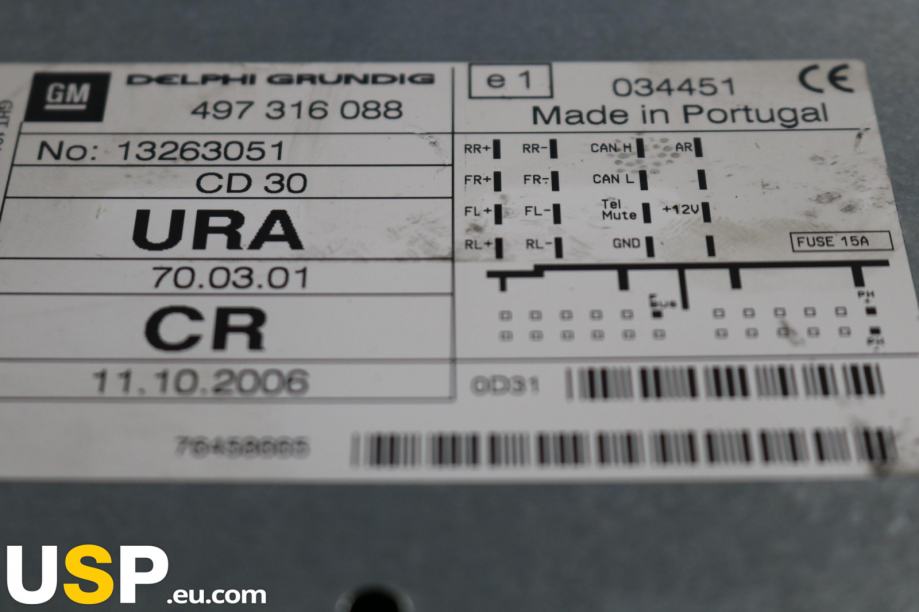 GM DELPHI GRUNDIG
497 316 088
No: 13263051
CD 30
URA
70.03.01
CR
11.10.2006
e 1 034451 CE
Made in Portugal
RR+ RR- CAN H AR
FR+ FR- CAN L
FL+ FL- Tel Mute +12V
RL+ RL- GND
FUSE 15A
PH +
PH
0D31
USP.eu.com